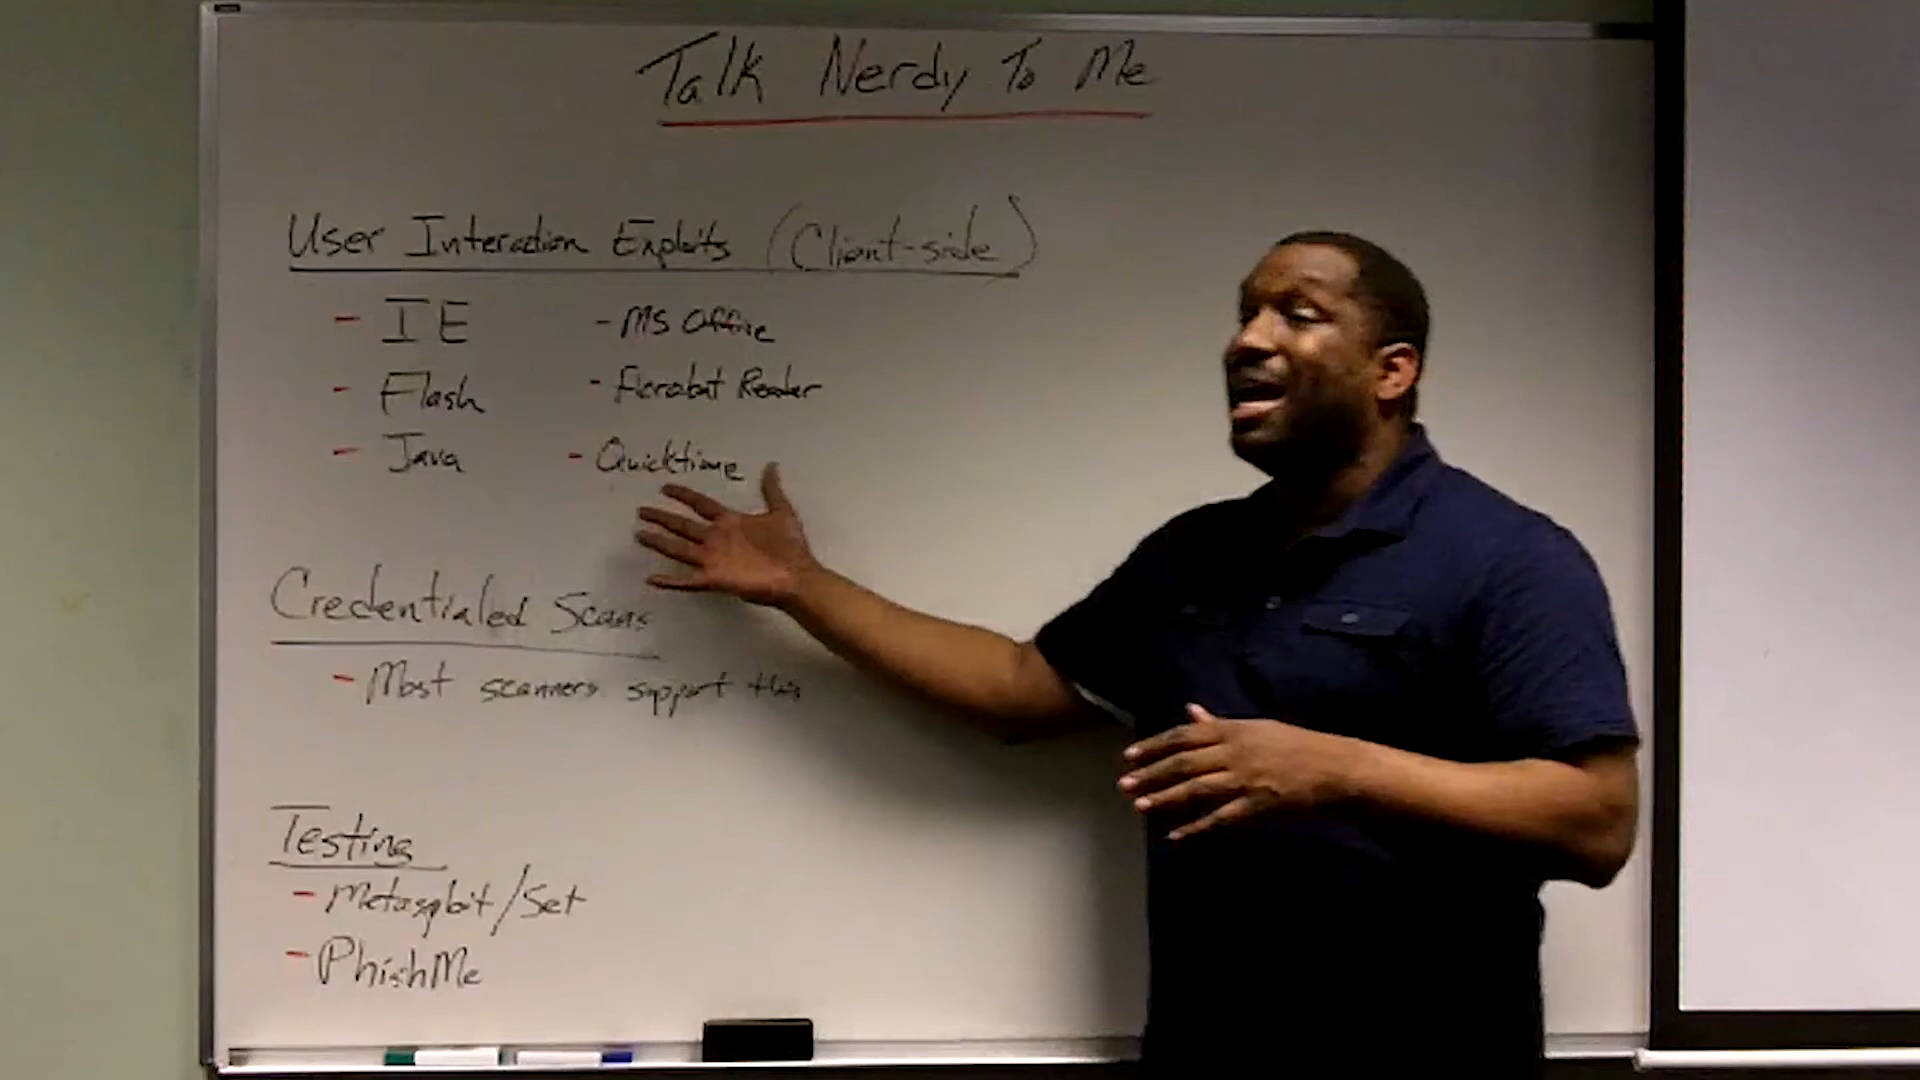 Talk Nerdy To Me
User Interaction Exploits (Client-side)
- IE - MS Office
- Flash - Acrobat Reader
- Java - Quicktime
Credentialed Scans
- Most scanners support this
Testing
- Metasploit/Set
- PhishMe